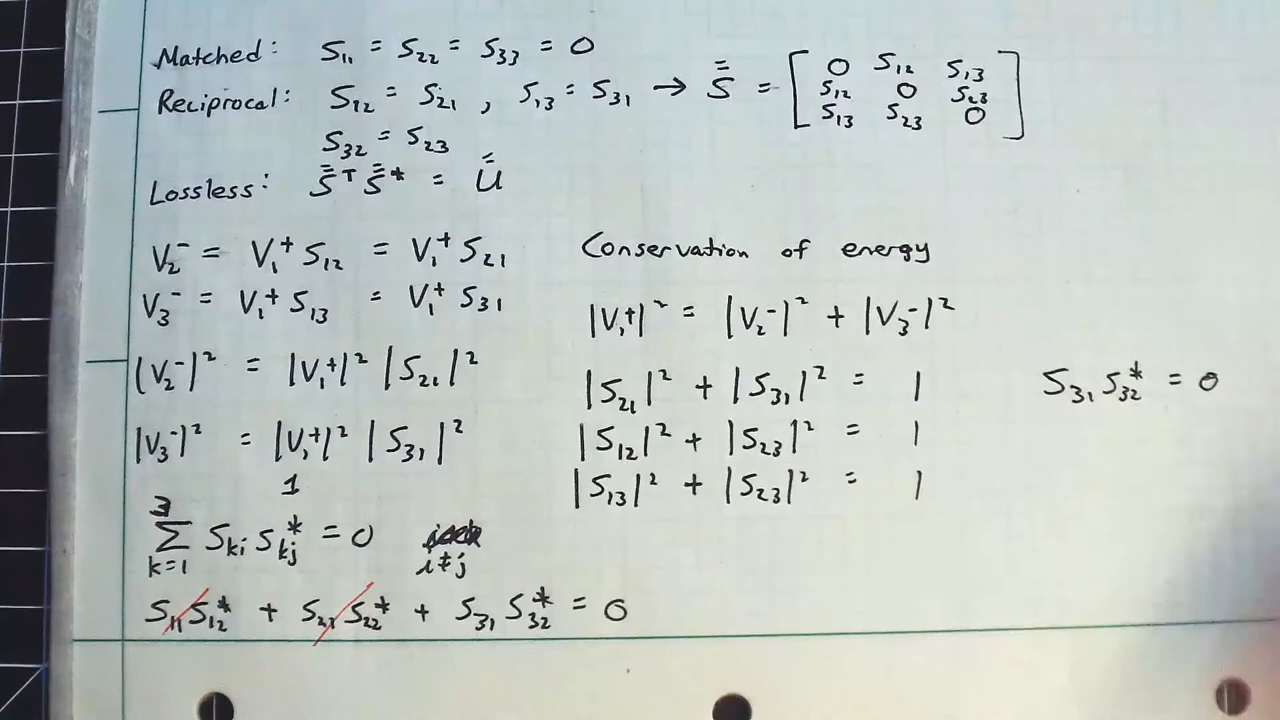 Matched: S₁₁ = S₂₂ = S₃₃ = 0
Reciprocal: S₁₂ = S₂₁ , S₁₃ = S₃₁ → S̿ = [ 0 S₁₂ S₁₃
S₁₂ 0 S₂₃
S₁₃ S₂₃ 0 ]
S₃₂ = S₂₃
Lossless: S̿ᵀ S̿* = U̿
V₂⁻ = V₁⁺ S₁₂ = V₁⁺ S₂₁
V₃⁻ = V₁⁺ S₁₃ = V₁⁺ S₃₁
|V₂⁻|² = |V₁⁺|² |S₂₁|²
|V₃⁻|² = |V₁⁺|² |S₃₁|²
1
Conservation of energy
|V₁⁺|² = |V₂⁻|² + |V₃⁻|²
|S₂₁|² + |S₃₁|² = 1
|S₁₂|² + |S₂₃|² = 1
|S₁₃|² + |S₂₃|² = 1
S₃₁ S₃₂* = 0
3
Σ Sₖᵢ Sₖⱼ* = 0
k=1 i≠j
S₁₁ S₁₂* + S₂₁ S₂₂* + S₃₁ S₃₂* = 0